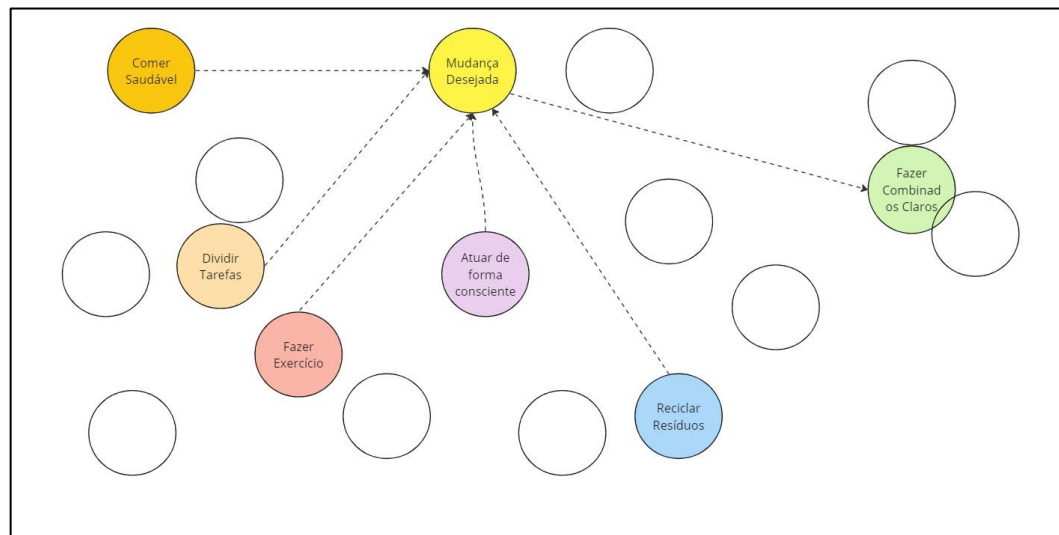 Comer
Saudável
Mudança
Desejada
Fazer
Combinad
os Claros
Dividir
Tarefas
Atuar de
forma
consciente
Fazer
Exercício
Reciclar
Resíduos